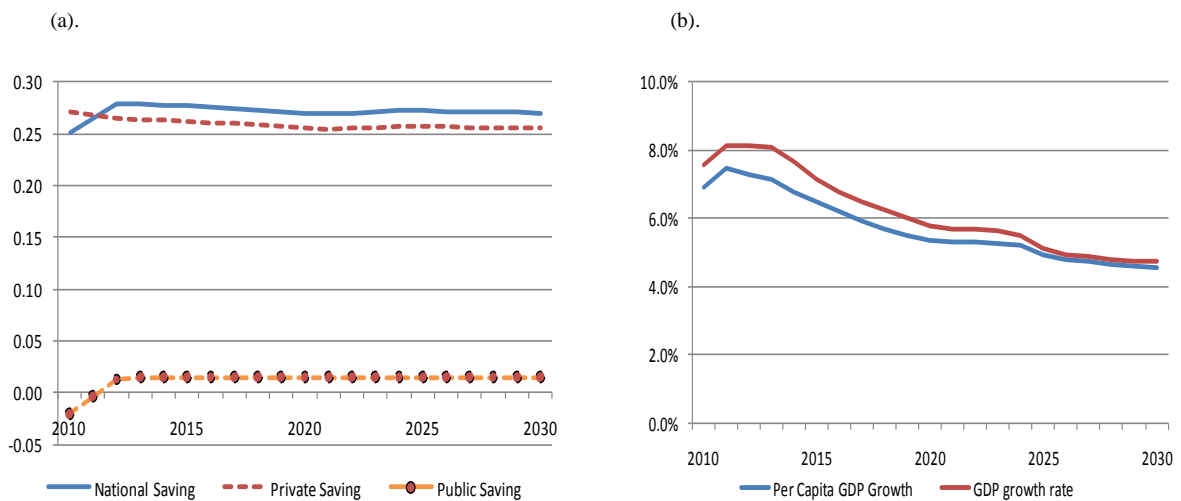 (a).
0.30
0.25
0.20
0.15
0.10
0.05
0.00
-0.05
2010 2015 2020 2025 2030
National Saving Private Saving Public Saving
(b).
10.0%
8.0%
6.0%
4.0%
2.0%
0.0%
2010 2015 2020 2025 2030
Per Capita GDP Growth GDP growth rate